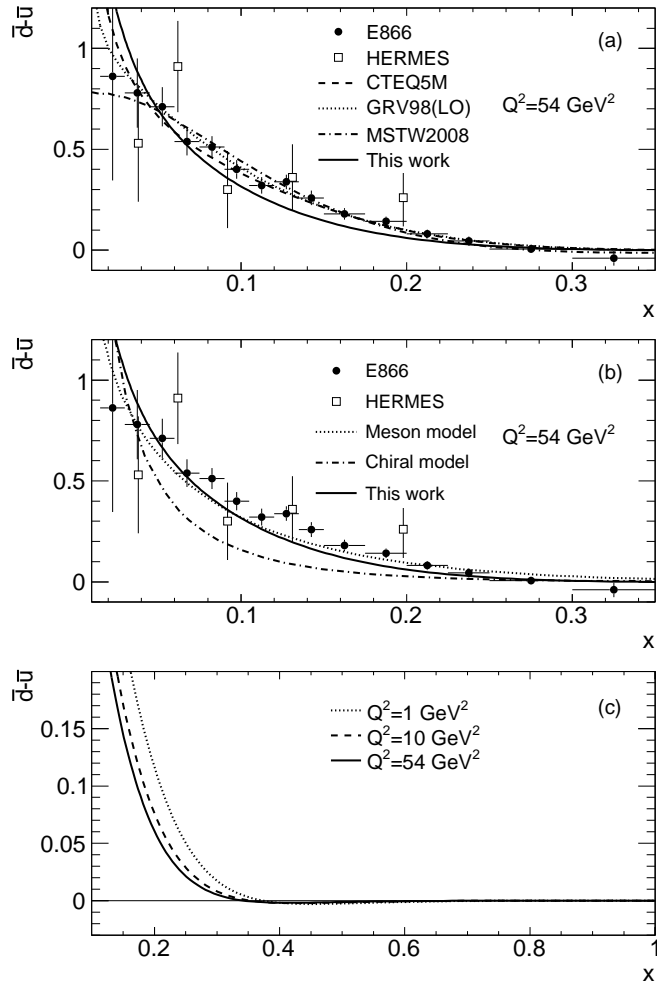 d̅-u̅
1
0.5
0
E866
HERMES
CTEQ5M
GRV98(LO)
MSTW2008
This work
(a)
Q²=54 GeV²
0.1 0.2 0.3
x
d̅-u̅
1
0.5
0
E866
HERMES
Meson model
Chiral model
This work
(b)
Q²=54 GeV²
0.1 0.2 0.3
x
d̅-u̅
0.15
0.1
0.05
0
Q²=1 GeV²
Q²=10 GeV²
Q²=54 GeV²
(c)
0.2 0.4 0.6 0.8 1
x